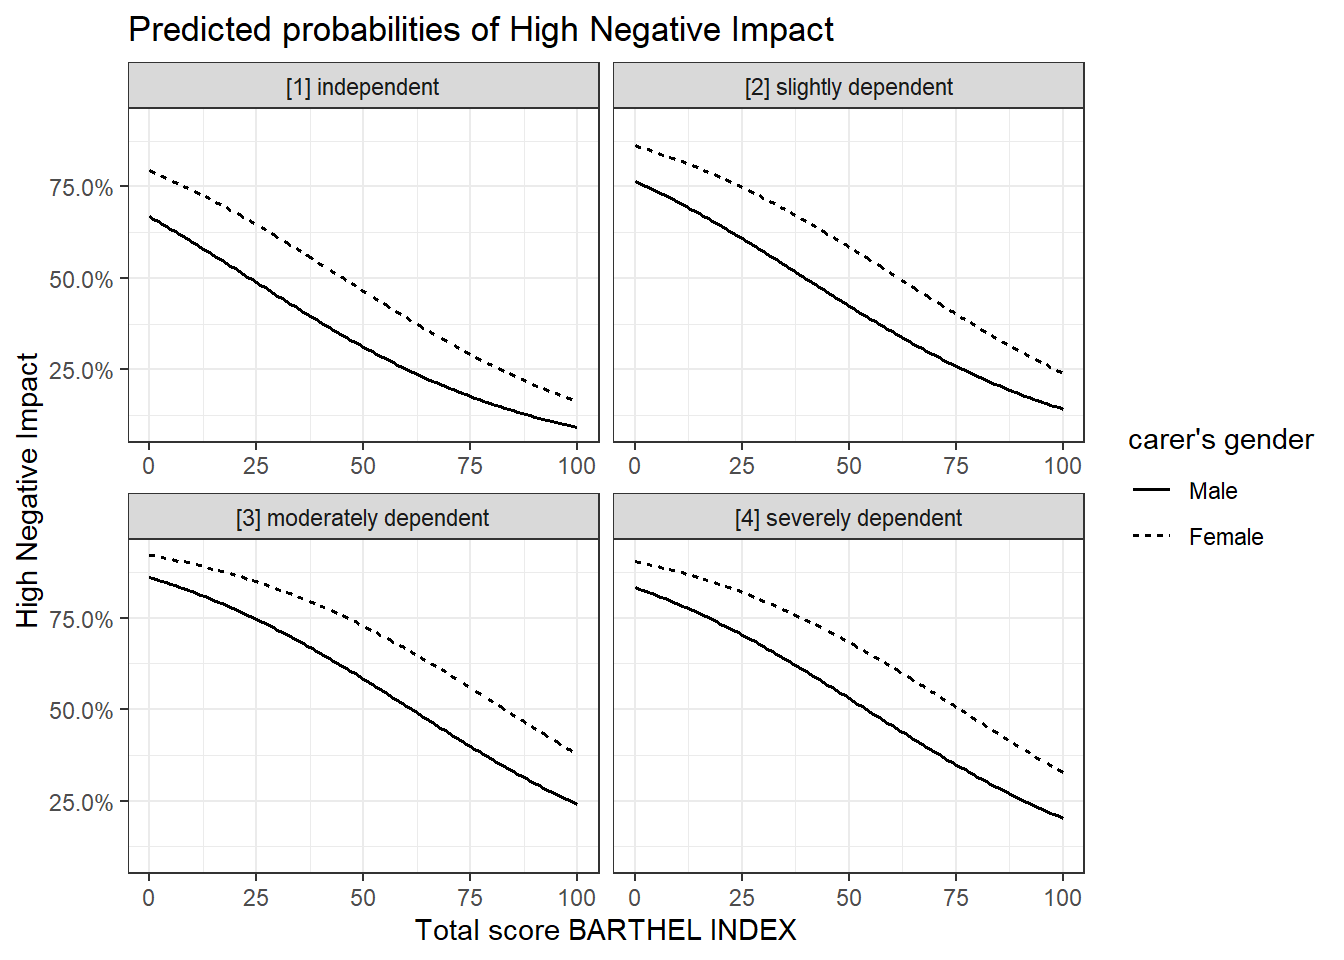 Predicted probabilities of High Negative Impact
[1] independent
[2] slightly dependent
75.0%
50.0%
25.0%
0 25 50 75 100
0 25 50 75 100
[3] moderately dependent
[4] severely dependent
75.0%
50.0%
25.0%
0 25 50 75 100
0 25 50 75 100
High Negative Impact
Total score BARTHEL INDEX
carer's gender
Male
Female